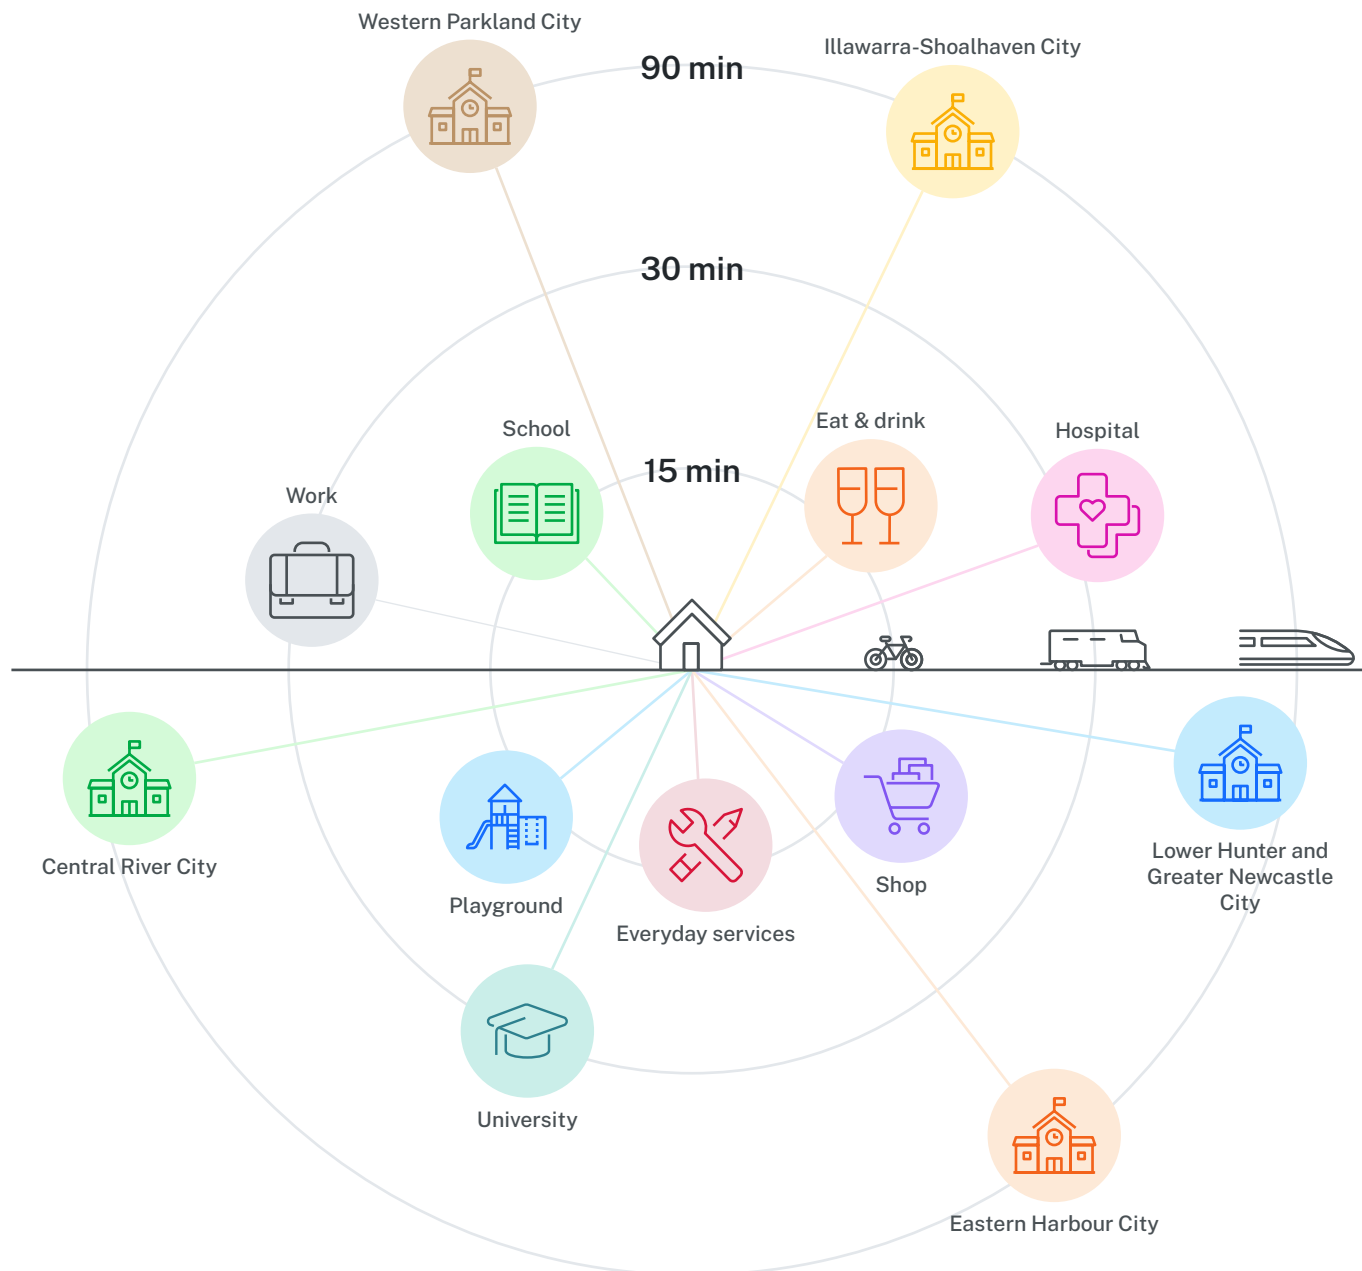 Western Parkland City
Illawarra-Shoalhaven City
90 min
30 min
School
Eat & drink
Hospital
15 min
Work
Central River City
Playground
Everyday services
Shop
Lower Hunter and
Greater Newcastle
City
University
Eastern Harbour City